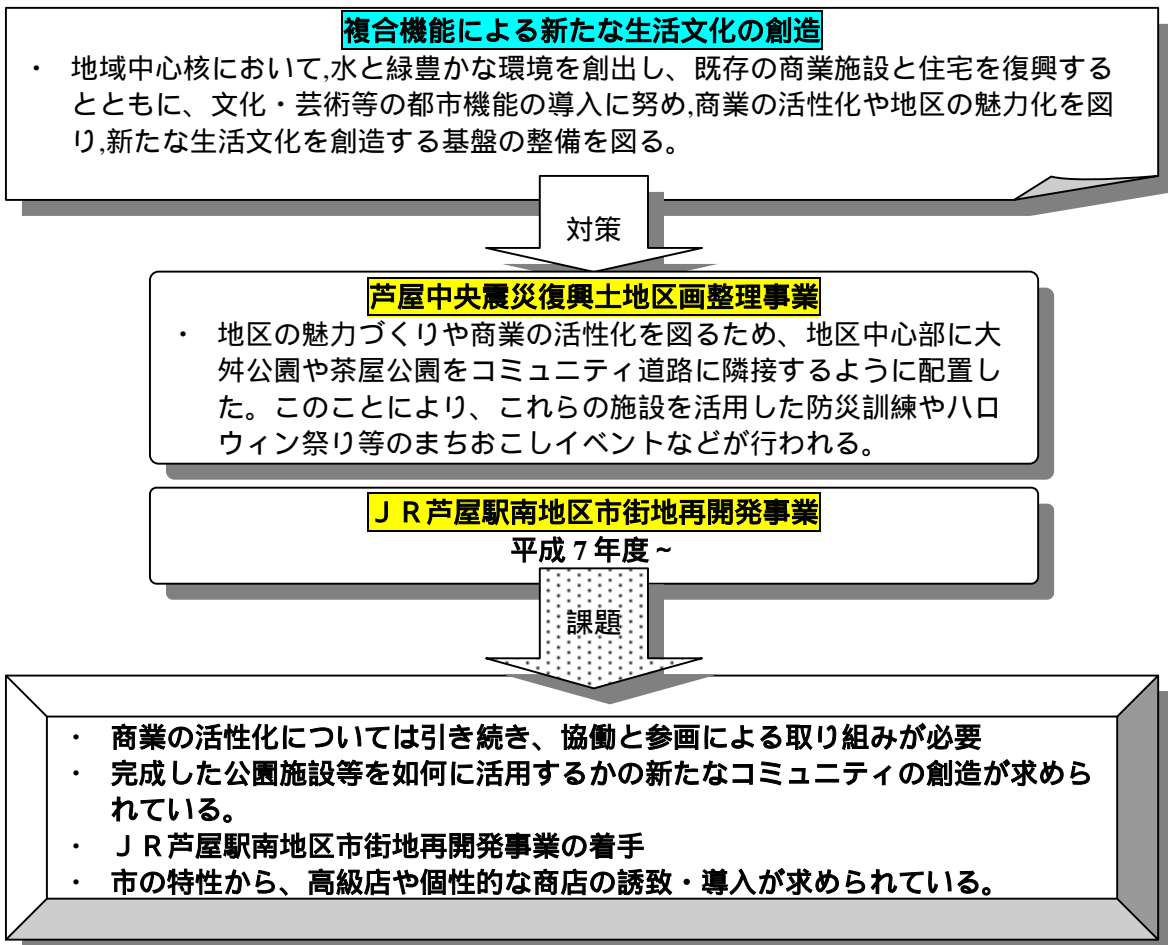 複合機能による新たな生活文化の創造
・ 地域中心核において,水と緑豊かな環境を創出し、既存の商業施設と住宅を復興する
とともに、文化・芸術等の都市機能の導入に努め,商業の活性化や地区の魅力化を図
り,新たな生活文化を創造する基盤の整備を図る。
対策
芦屋中央震災復興土地区画整理事業
・ 地区の魅力づくりや商業の活性化を図るため、地区中心部に大
舛公園や茶屋公園をコミュニティ道路に隣接するように配置し
た。このことにより、これらの施設を活用した防災訓練やハロ
ウィン祭り等のまちおこしイベントなどが行われる。
ＪＲ芦屋駅南地区市街地再開発事業
平成７年度～
課題
・ 商業の活性化については引き続き、協働と参画による取り組みが必要
・ 完成した公園施設等を如何に活用するかの新たなコミュニティの創造が求めら
れている。
・ ＪＲ芦屋駅南地区市街地再開発事業の着手
・ 市の特性から、高級店や個性的な商店の誘致・導入が求められている。